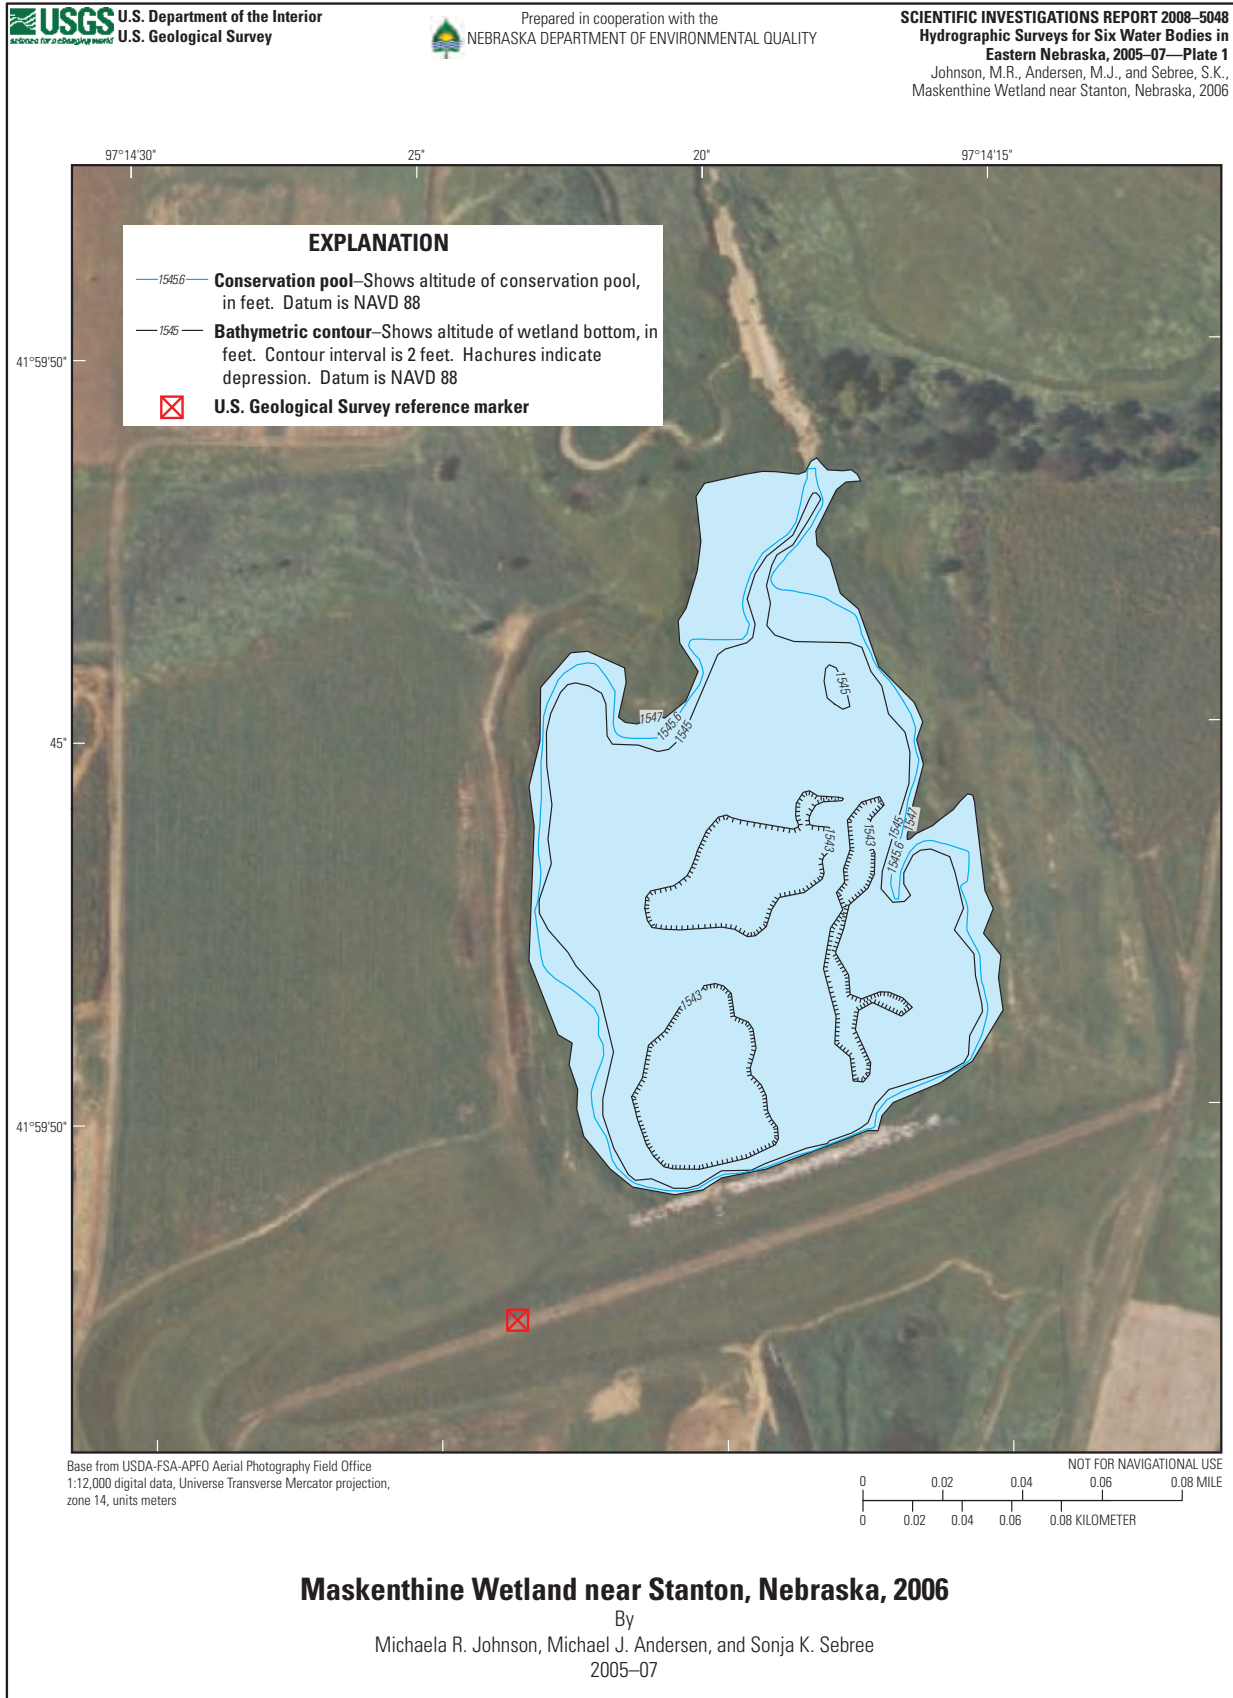 USGS
science for a changing world
U.S. Department of the Interior
U.S. Geological Survey
Prepared in cooperation with the
NEBRASKA DEPARTMENT OF ENVIRONMENTAL QUALITY
SCIENTIFIC INVESTIGATIONS REPORT 2008–5048
Hydrographic Surveys for Six Water Bodies in
Eastern Nebraska, 2005–07—Plate 1
Johnson, M.R., Andersen, M.J., and Sebree, S.K.,
Maskenthine Wetland near Stanton, Nebraska, 2006
97°14'30" 25" 20" 97°14'15"
EXPLANATION
1545.6 Conservation pool–Shows altitude of conservation pool,
in feet. Datum is NAVD 88
1545 Bathymetric contour–Shows altitude of wetland bottom, in
feet. Contour interval is 2 feet. Hachures indicate
depression. Datum is NAVD 88
U.S. Geological Survey reference marker
41°59'50"
45"
41°59'50"
1547
1545.6
1545
1545
1543
1543
1545
1547
1545.6
1543
Base from USDA-FSA-APFO Aerial Photography Field Office
1:12,000 digital data, Universe Transverse Mercator projection,
zone 14, units meters
NOT FOR NAVIGATIONAL USE
0 0.02 0.04 0.06 0.08 MILE
0 0.02 0.04 0.06 0.08 KILOMETER
Maskenthine Wetland near Stanton, Nebraska, 2006
By
Michaela R. Johnson, Michael J. Andersen, and Sonja K. Sebree
2005–07